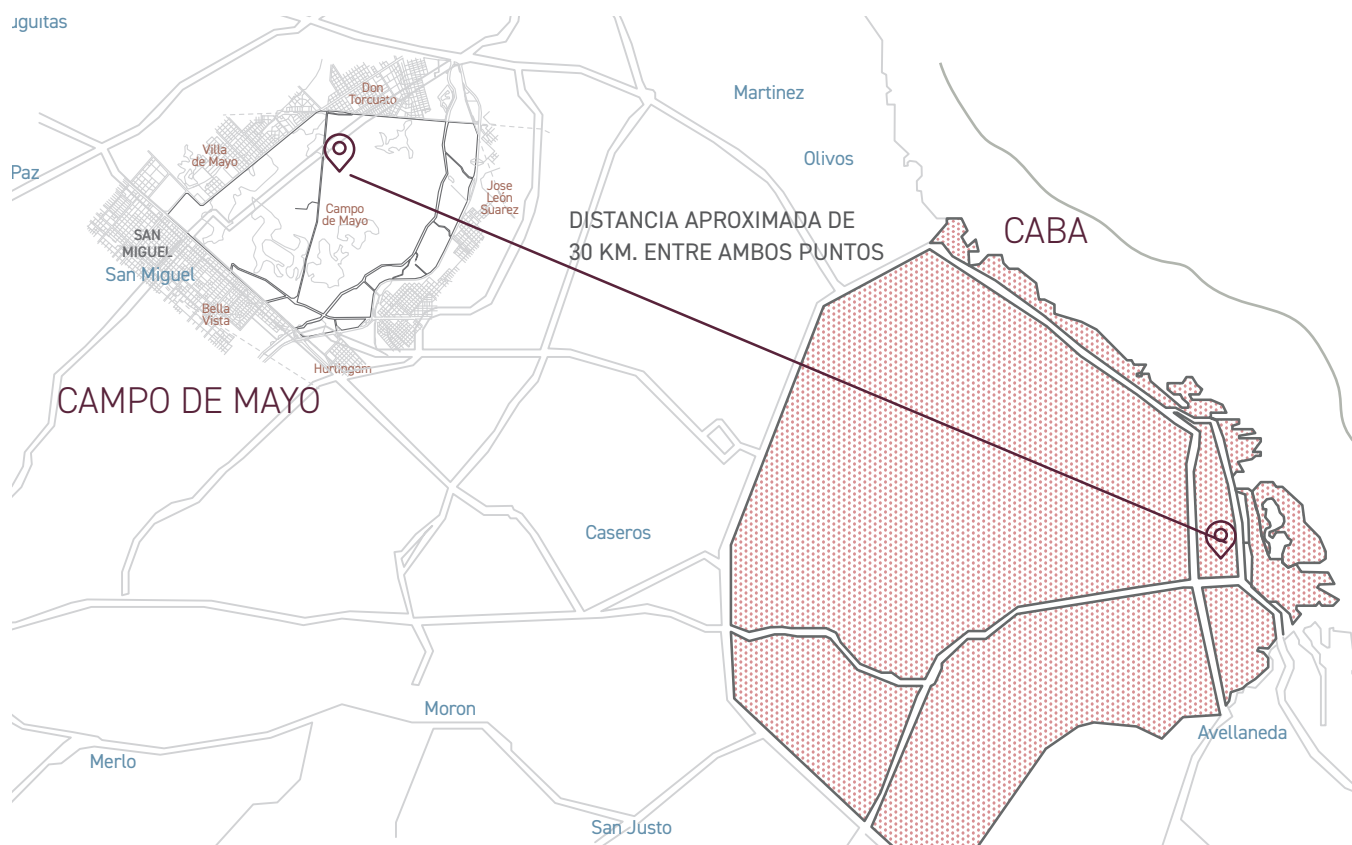 Martinez
Olivos
Don
Torcuato
Villa
de Mayo
Paz
Jose
León
Suarez
Campo
de Mayo
DISTANCIA APROXIMADA DE
30 KM. ENTRE AMBOS PUNTOS
CABA
SAN
MIGUEL
San Miguel
Bella
Vista
Hurlingam
CAMPO DE MAYO
Caseros
Moron
Merlo
Avellaneda
San Justo